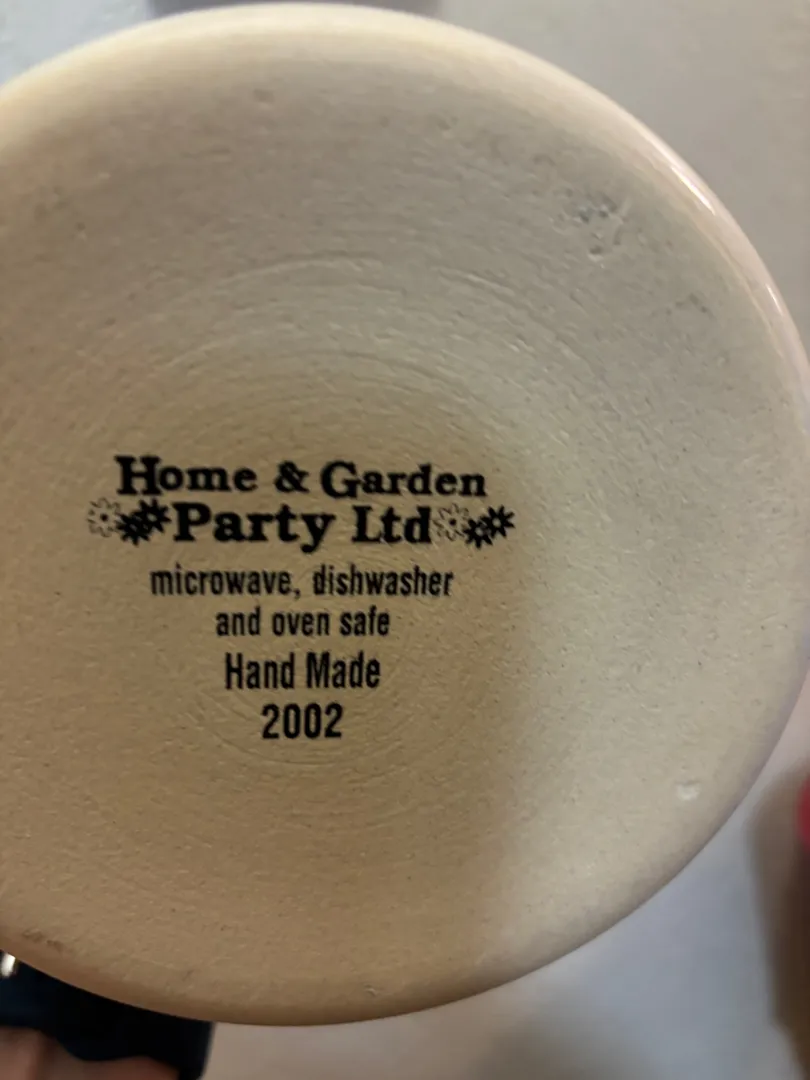 Home & Garden
Party Ltd
microwave, dishwasher
and oven safe
Hand Made
2002